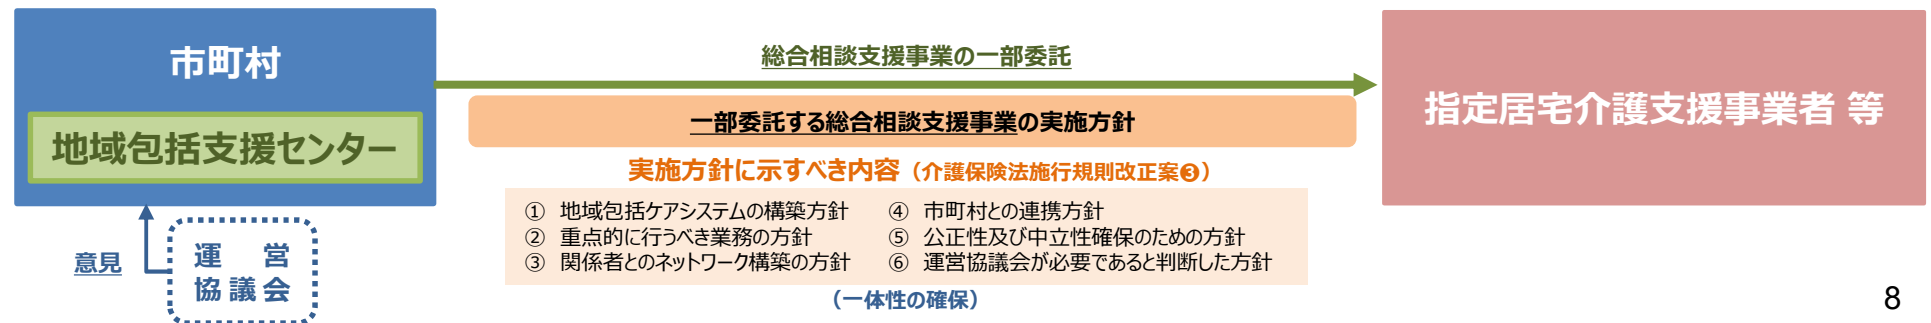 市町村
地域包括支援センター
意見
運 営
協議会
総合相談支援事業の一部委託
一部委託する総合相談支援事業の実施方針
実施方針に示すべき内容（介護保険法施行規則改正案❸）
① 地域包括ケアシステムの構築方針
② 重点的に行うべき業務の方針
③ 関係者とのネットワーク構築の方針
④ 市町村との連携方針
⑤ 公正性及び中立性確保のための方針
⑥ 運営協議会が必要であると判断した方針
（一体性の確保）
指定居宅介護支援事業者 等
8